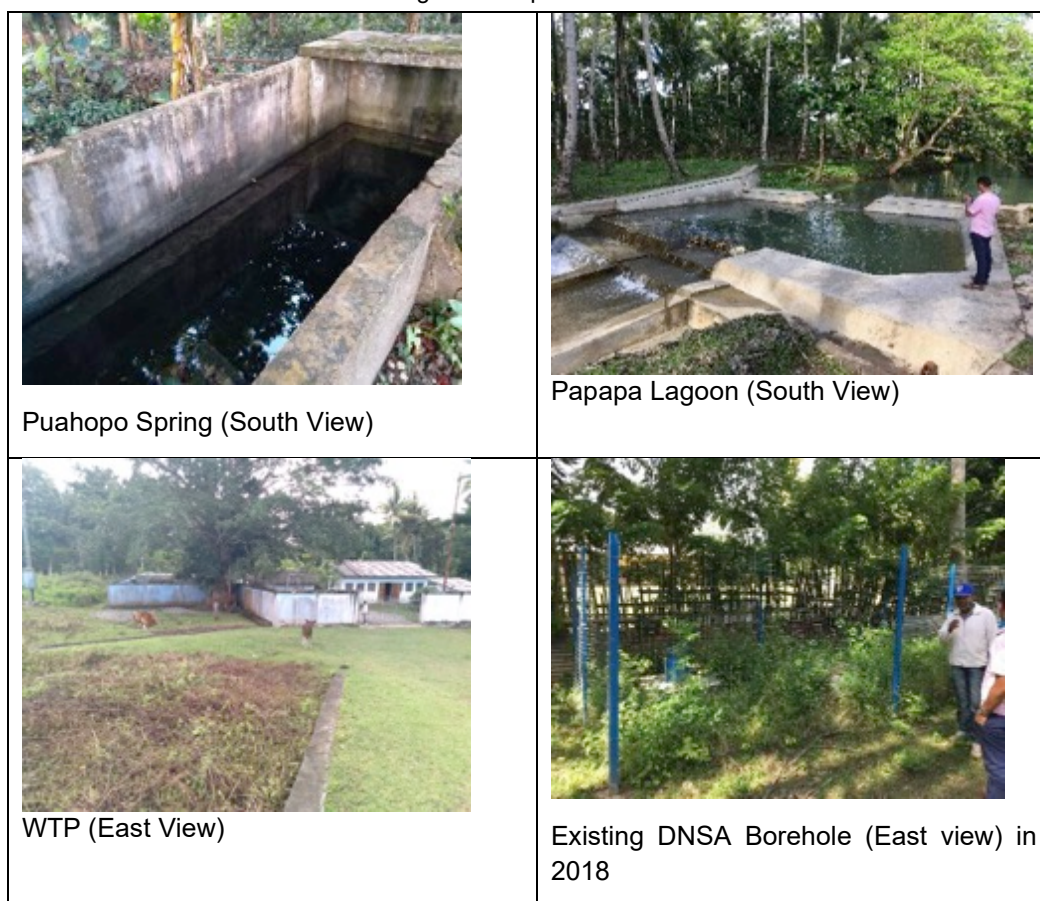 Puahopo Spring (South View)
Papapa Lagoon (South View)
WTP (East View)
Existing DNSA Borehole (East view) in
2018